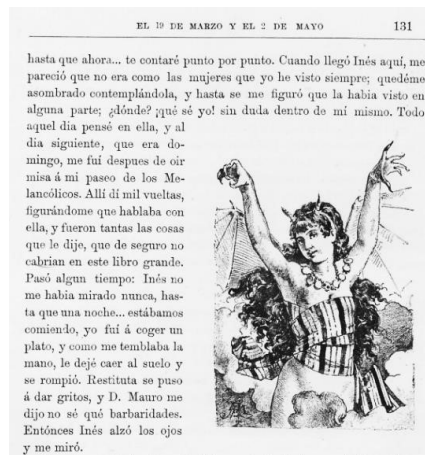 EL 19 DE MARZO Y EL 2 DE MAYO 131
hasta que ahora... te contaré punto por punto. Cuando llegó Inés aquí, me
pareció que no era como las mujeres que yo he visto siempre; quedéme
asombrado contemplándola, y hasta se me figuró que la habia visto en
alguna parte; ¿dónde? ¡qué sé yo! sin duda dentro de mí mismo. Todo
aquel dia pensé en ella, y al
dia siguiente, que era do-
mingo, me fuí despues de oir
misa á mi paseo de los Me-
lancólicos. Allí dí mil vueltas,
figurándome que hablaba con
ella, y fueron tantas las cosas
que le dije, que de seguro no
cabrian en este libro grande.
Pasó algun tiempo: Inés no
me habia mirado nunca, has-
ta que una noche... estábamos
comiendo, yo fuí á coger un
plato, y como me temblaba la
mano, le dejé caer al suelo y
se rompió. Restituta se puso
á dar gritos, y D. Mauro me
dijo no sé qué barbaridades.
Entónces Inés alzó los ojos
y me miró.